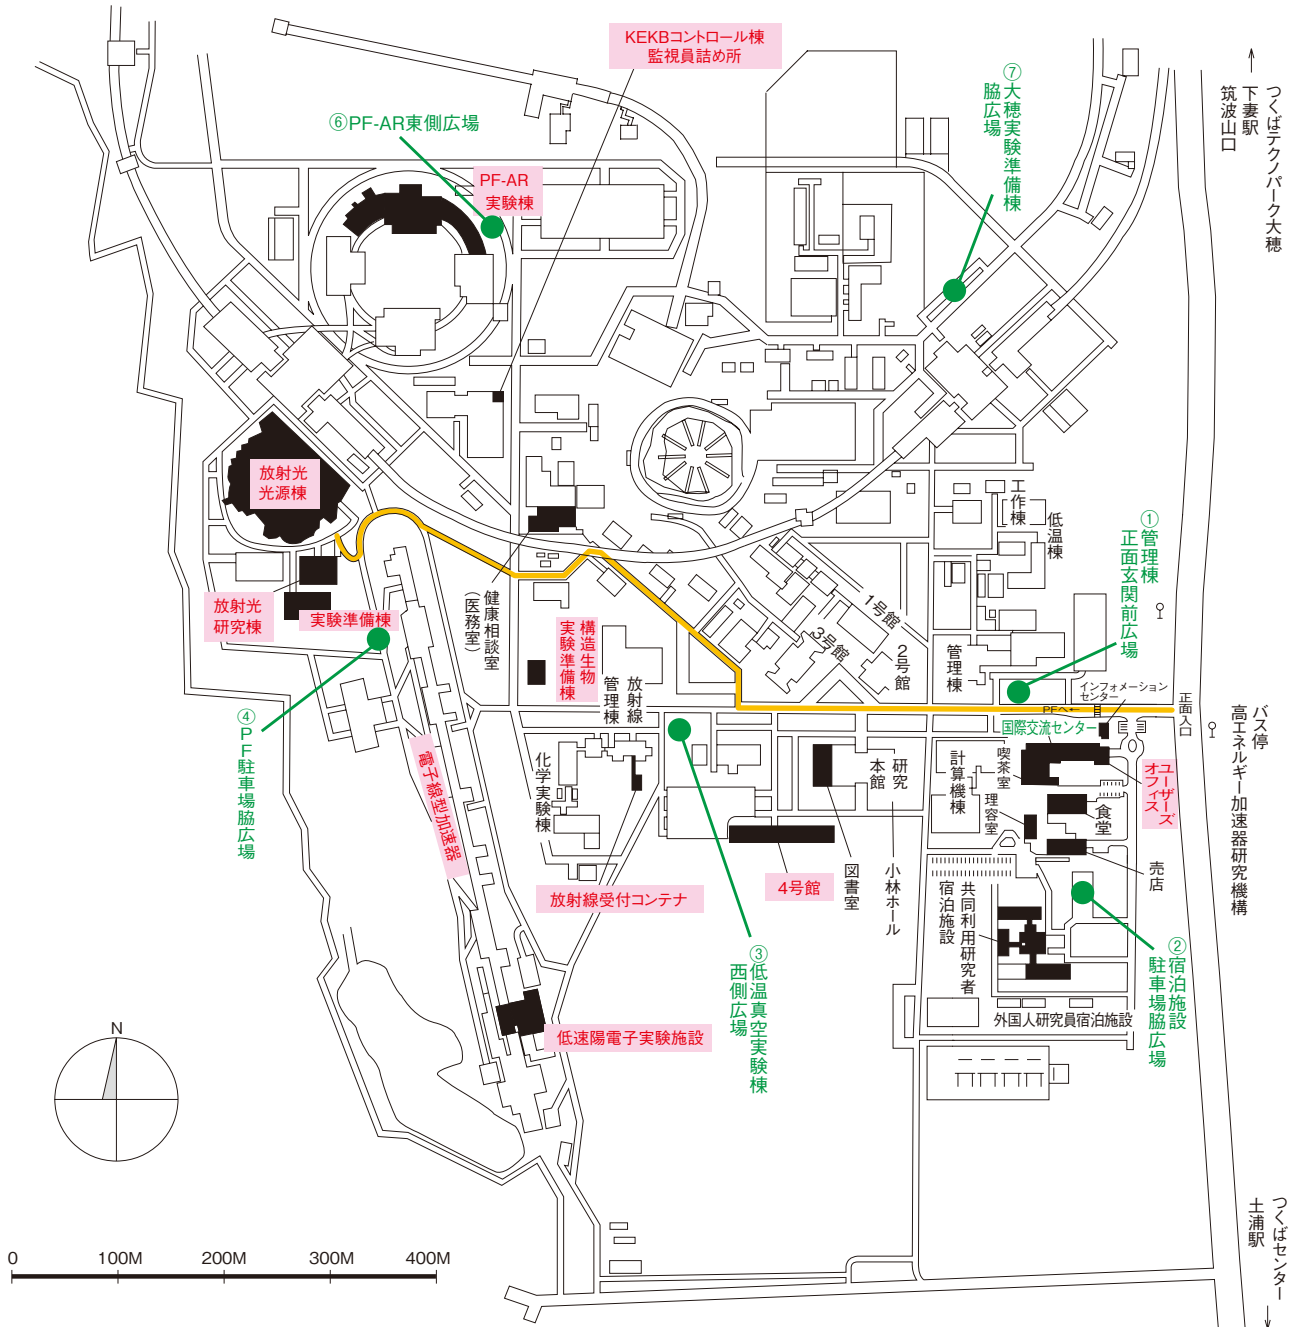 KEKBコントロール棟
監視員詰め所
⑥PF-AR東側広場
PF-AR
実験棟
⑦大穂実験準備棟
脇広場
つくばテクノパーク大穂
下妻駅
筑波山口
放射光
光源棟
工作棟
低温棟
①管理棟
正面玄関前広場
放射光
研究棟
実験準備棟
健康相談室
(医務室)
構造生物
実験準備棟
放射線
管理棟
1号館
3号館
2号館
管理棟
インフォメーション
センター
PFへ←
正面入口
バス停
高エネルギー加速器研究機構
国際交流センター
ユーザーズ
オフィス
喫茶室
食堂
理容室
計算機棟
売店
研究
本館
図書室
小林ホール
4号館
化学実験棟
放射線受付コンテナ
④PF駐車場脇広場
電子線型加速器
③低温真空実験棟
西側広場
共同利用研究者
宿泊施設
②宿泊施設
駐車場脇広場
外国人研究員宿泊施設
低速陽電子実験施設
N
0 100M 200M 300M 400M
つくばセンター
土浦駅